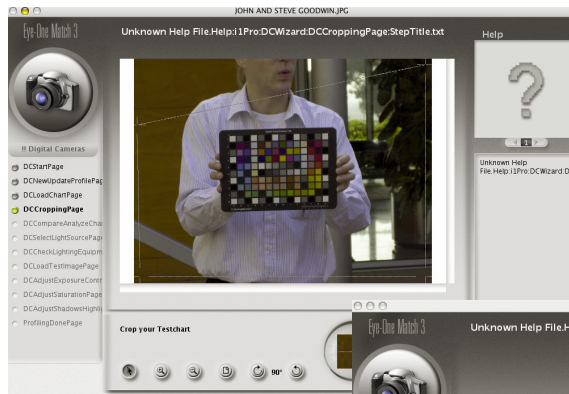 JOHN AND STEVE GOODWIN.JPG
Eye-One Match 3
Unknown Help File.Help:i1Pro:DCWizard:DCCroppingPage:StepTitle.txt
Help
!! Digital Cameras
DCStartPage
DCNewUpdateProfilePag
DCLoadChartPage
DCCroppingPage
DCCompareAnalyzeChar
DCSelectLightSourcePag
DCCheckLightingEquipm
DCLoadTestImagePage
DCAdjustExposureContr
DCAdjustSaturationPage
DCAdjustShadowsHighlig
ProfilingDonePage
1
Unknown Help
File.Help:i1Pro:DCWizard:D
Crop your Testchart
90°
Eye-One Match 3
Unknown Help File.H